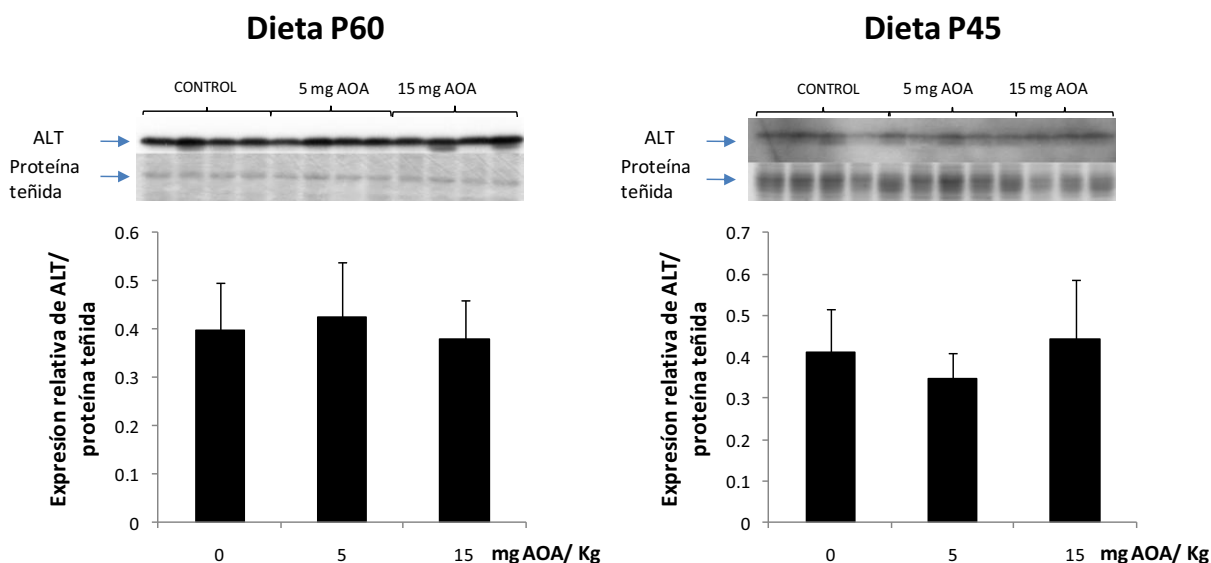 Dieta P60
CONTROL 5 mg AOA 15 mg AOA
ALT
Proteína
teñida
Expresíon relativa de ALT/
proteína teñida
0.6
0.5
0.4
0.3
0.2
0.1
0
0 5 15 mg AOA/ Kg
Dieta P45
CONTROL 5 mg AOA 15 mg AOA
ALT
Proteína
teñida
Expresíon relativa de ALT/
proteína teñida
0.7
0.6
0.5
0.4
0.3
0.2
0.1
0
0 5 15 mg AOA/ Kg